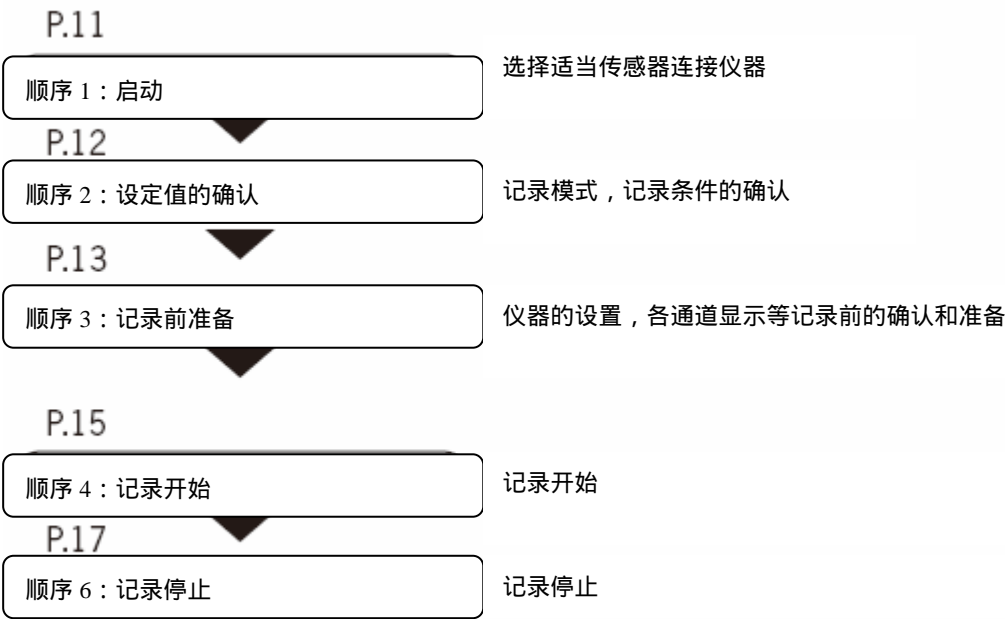 P.11
顺序 1：启动
选择适当传感器连接仪器
P.12
顺序 2：设定值的确认
记录模式，记录条件的确认
P.13
顺序 3：记录前准备
仪器的设置，各通道显示等记录前的确认和准备
P.15
顺序 4：记录开始
记录开始
P.17
顺序 6：记录停止
记录停止